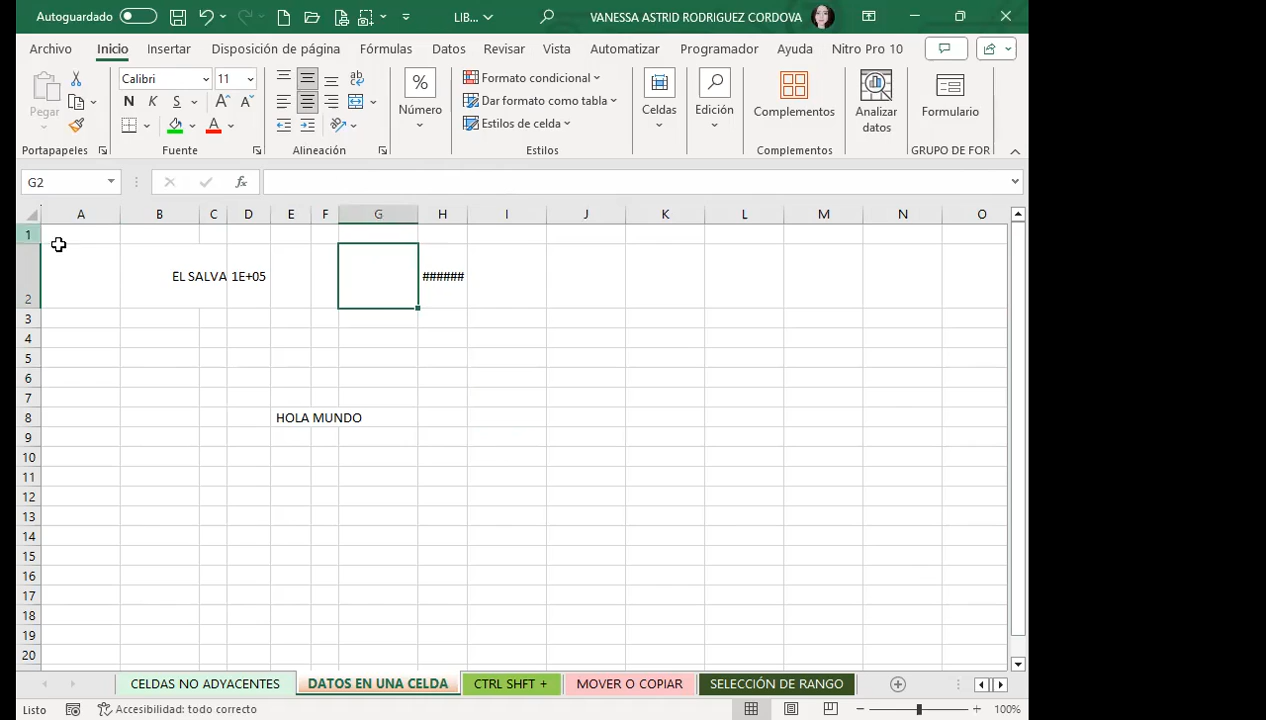 Autoguardado LIB... VANESSA ASTRID RODRIGUEZ CORDOVA
Archivo Inicio Insertar Disposición de página Fórmulas Datos Revisar Vista Automatizar Programador Ayuda Nitro Pro 10
Pegar
Calibri 11
N K S A A
A
ab
% Número
Formato condicional
Dar formato como tabla
Estilos de celda
Celdas
Edición
Complementos
Analizar datos
Formulario
Portapapeles Fuente Alineación Estilos Complementos GRUPO DE FOR
G2 fx
A B C D E F G H I J K L M N O
1
2 EL SALVA 1E+05 ######
3
4
5
6
7
8 HOLA MUNDO
9
10
11
12
13
14
15
16
17
18
19
20
CELDAS NO ADYACENTES DATOS EN UNA CELDA CTRL SHFT + MOVER O COPIAR SELECCIÓN DE RANGO
Listo Accesibilidad: todo correcto 100%